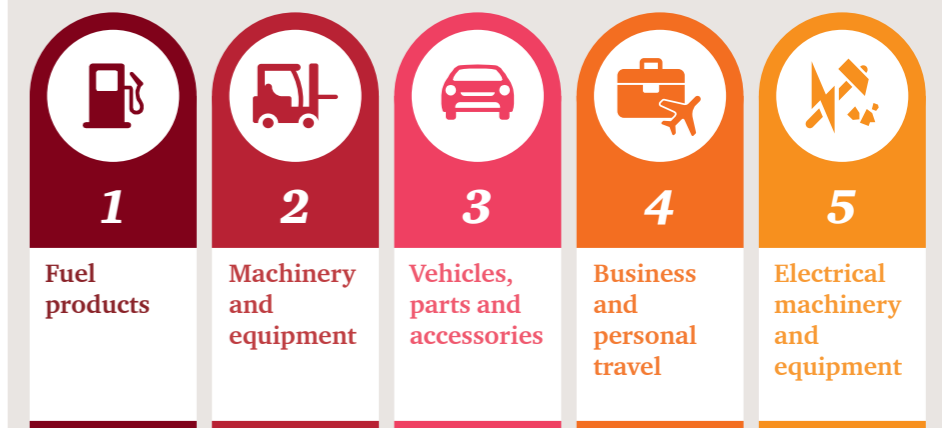 1
Fuel
products
2
Machinery
and
equipment
3
Vehicles,
parts and
accessories
4
Business
and
personal
travel
5
Electrical
machinery
and
equipment